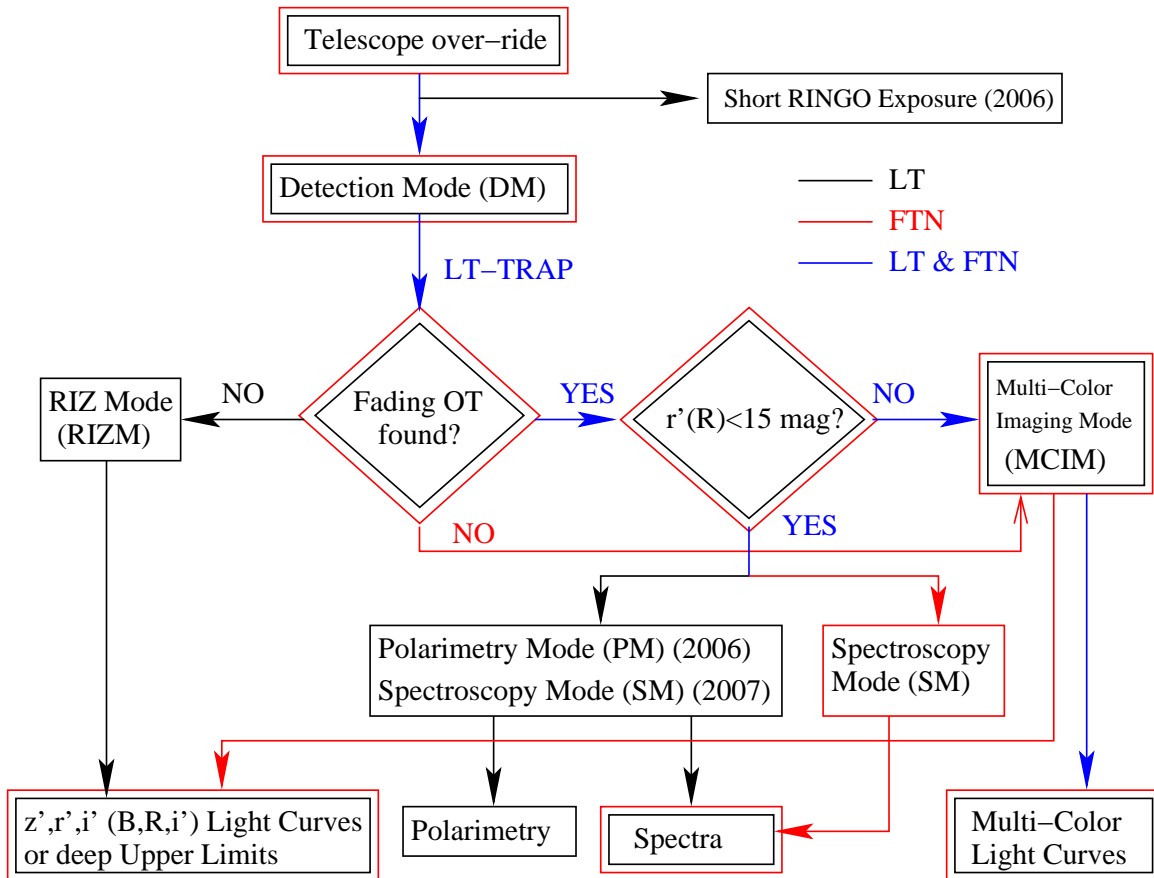 Telescope over−ride
Short RINGO Exposure (2006)
Detection Mode (DM)
LT
FTN
LT & FTN
LT−TRAP
RIZ Mode
(RIZM)
NO
Fading OT
found?
YES
r’(R)<15 mag?
NO
Multi−Color
Imaging Mode
(MCIM)
NO
YES
Polarimetry Mode (PM) (2006)
Spectroscopy Mode (SM) (2007)
Spectroscopy
Mode (SM)
z’,r’,i’ (B,R,i’) Light Curves
or deep Upper Limits
Polarimetry
Spectra
Multi−Color
Light Curves